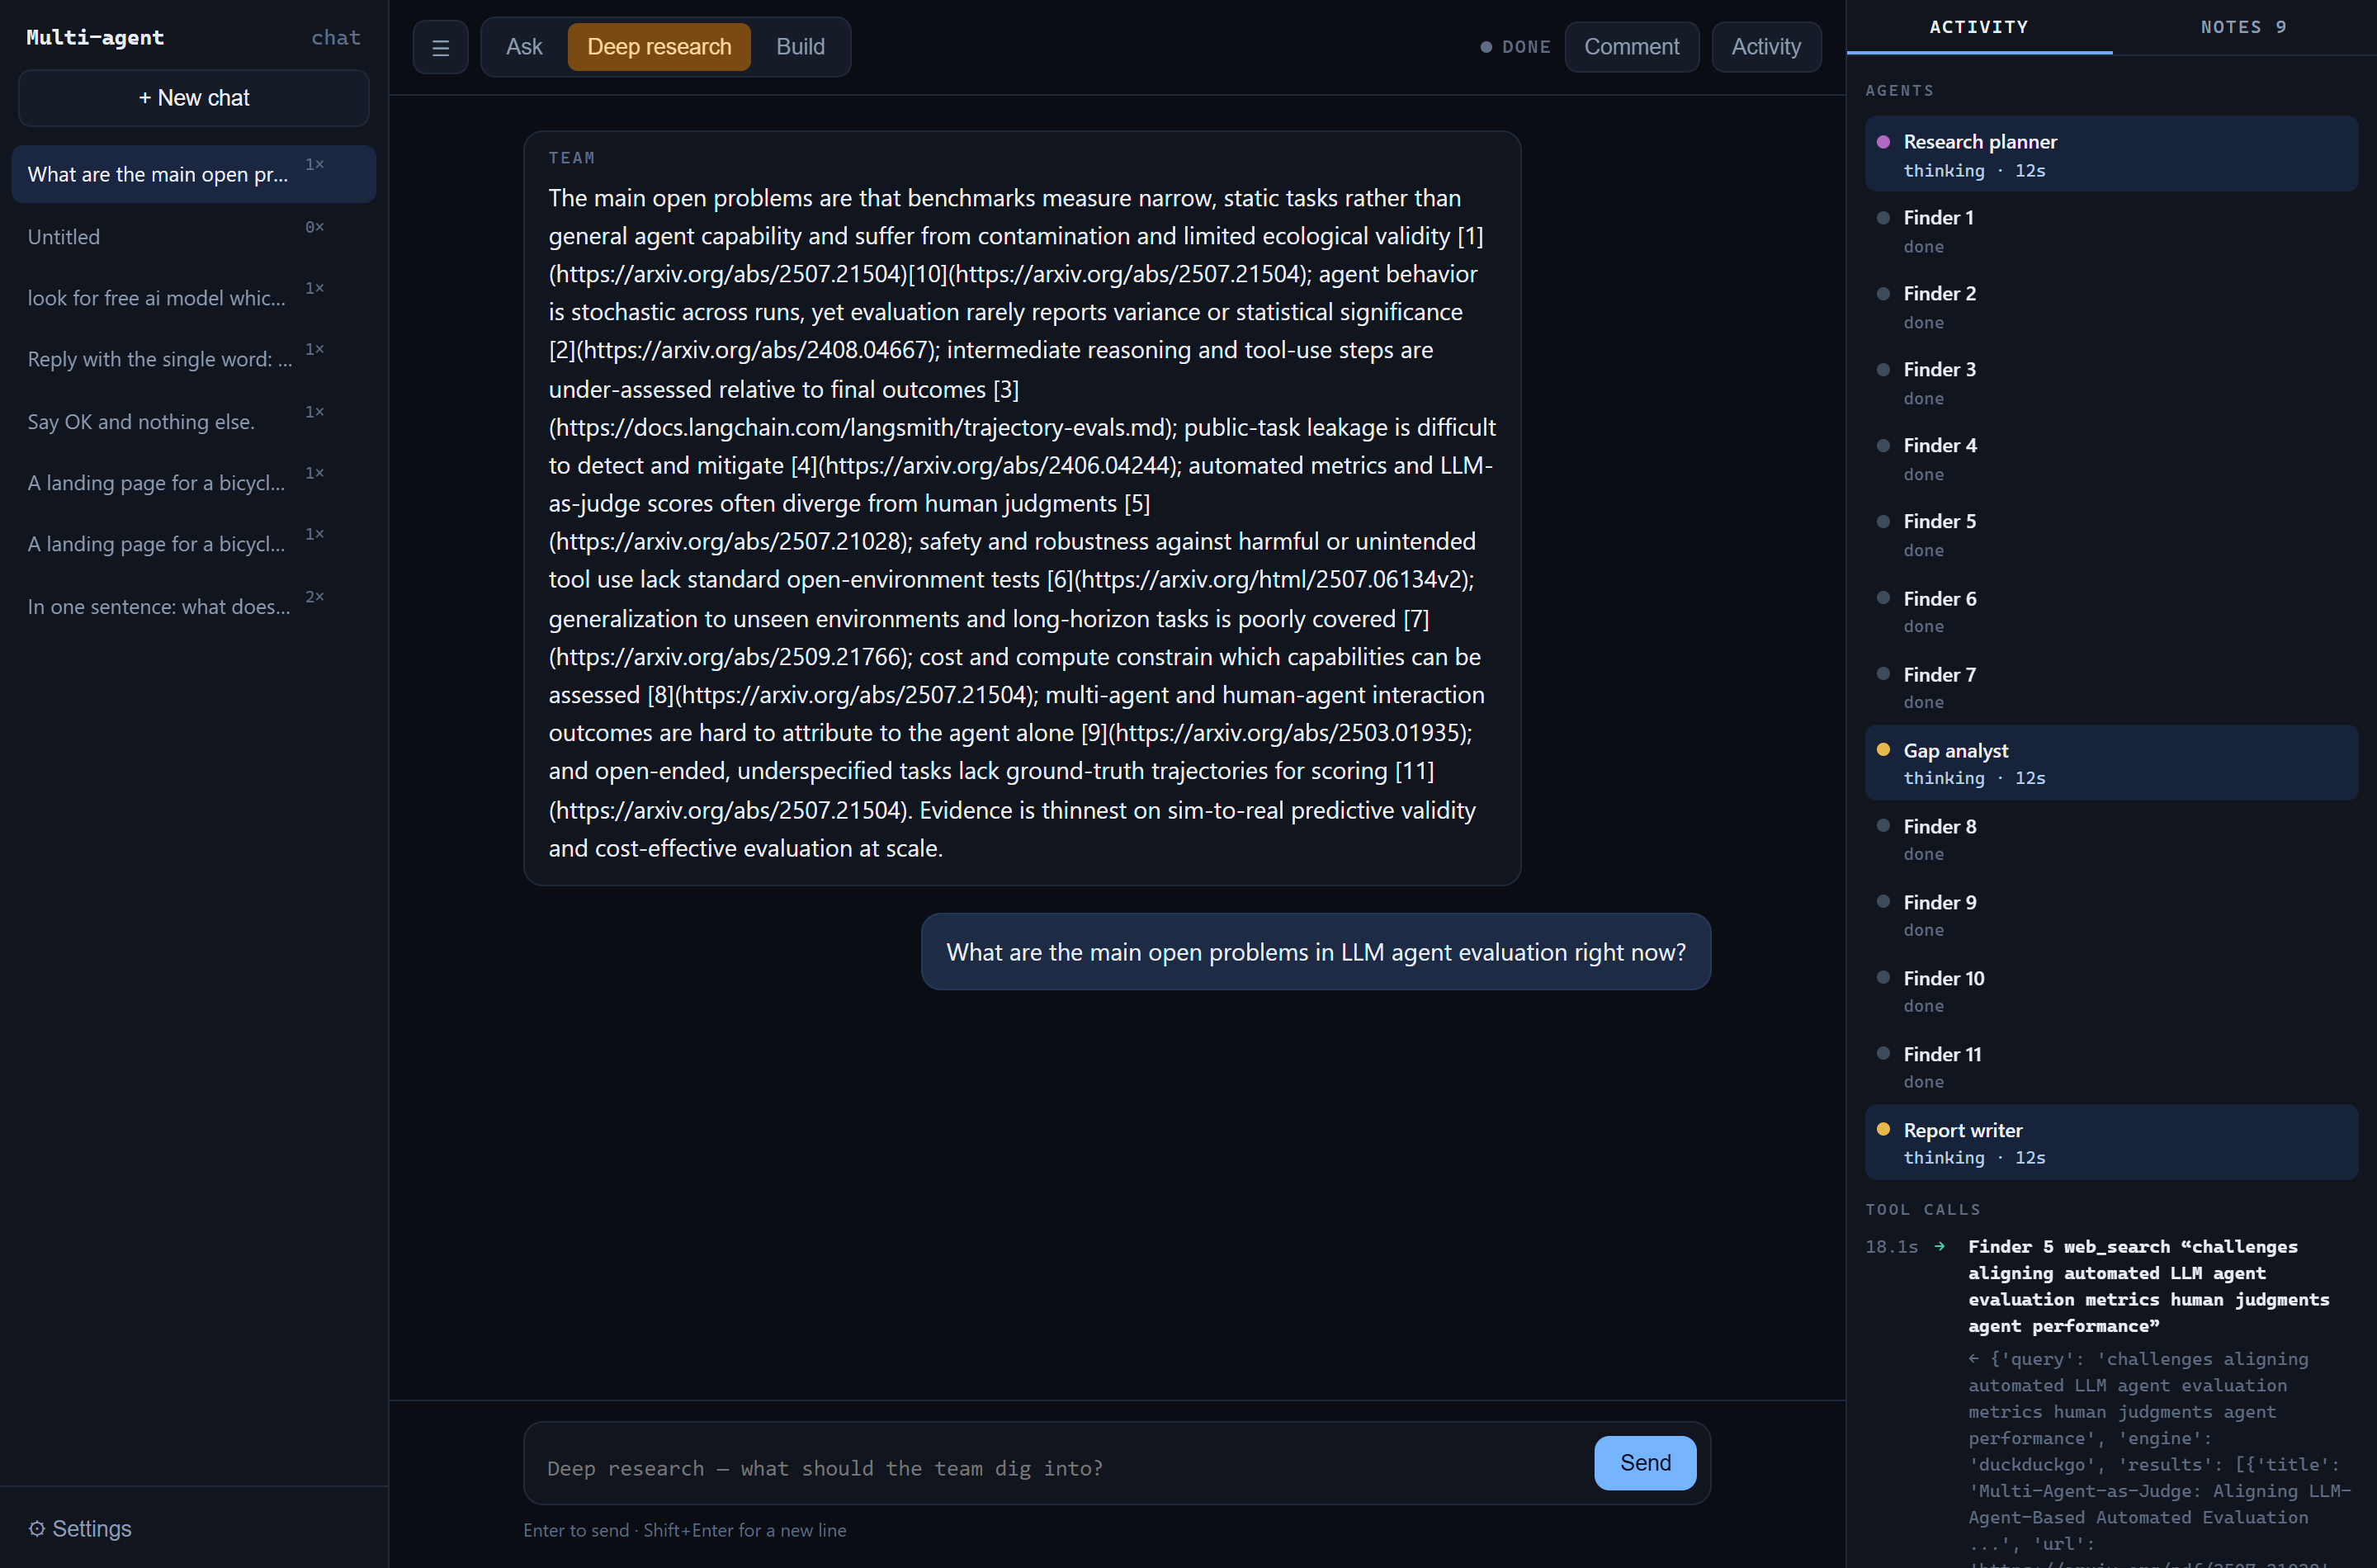 Multi-agent
chat
+ New chat
What are the main open pr...
1×
Untitled
0×
look for free ai model whic...
1×
Reply with the single word: ...
1×
Say OK and nothing else.
1×
A landing page for a bicycl...
1×
A landing page for a bicycl...
1×
In one sentence: what does...
2×
⚙ Settings
☰
Ask
Deep research
Build
DONE
Comment
Activity
TEAM
The main open problems are that benchmarks measure narrow, static tasks rather than
general agent capability and suffer from contamination and limited ecological validity [1]
(https://arxiv.org/abs/2507.21504)[10](https://arxiv.org/abs/2507.21504); agent behavior
is stochastic across runs, yet evaluation rarely reports variance or statistical significance
[2](https://arxiv.org/abs/2408.04667); intermediate reasoning and tool-use steps are
under-assessed relative to final outcomes [3]
(https://docs.langchain.com/langsmith/trajectory-evals.md); public-task leakage is difficult
to detect and mitigate [4](https://arxiv.org/abs/2406.04244); automated metrics and LLM-
as-judge scores often diverge from human judgments [5]
(https://arxiv.org/abs/2507.21028); safety and robustness against harmful or unintended
tool use lack standard open-environment tests [6](https://arxiv.org/html/2507.06134v2);
generalization to unseen environments and long-horizon tasks is poorly covered [7]
(https://arxiv.org/abs/2509.21766); cost and compute constrain which capabilities can be
assessed [8](https://arxiv.org/abs/2507.21504); multi-agent and human-agent interaction
outcomes are hard to attribute to the agent alone [9](https://arxiv.org/abs/2503.01935);
and open-ended, underspecified tasks lack ground-truth trajectories for scoring [11]
(https://arxiv.org/abs/2507.21504). Evidence is thinnest on sim-to-real predictive validity
and cost-effective evaluation at scale.
What are the main open problems in LLM agent evaluation right now?
Deep research — what should the team dig into?
Send
Enter to send · Shift+Enter for a new line
ACTIVITY
NOTES 9
AGENTS
Research planner
thinking · 12s
Finder 1
done
Finder 2
done
Finder 3
done
Finder 4
done
Finder 5
done
Finder 6
done
Finder 7
done
Gap analyst
thinking · 12s
Finder 8
done
Finder 9
done
Finder 10
done
Finder 11
done
Report writer
thinking · 12s
TOOL CALLS
18.1s → Finder 5 web_search “challenges
aligning automated LLM agent
evaluation metrics human judgments
agent performance”
← {'query': 'challenges aligning
automated LLM agent evaluation
metrics human judgments agent
performance', 'engine':
'duckduckgo', 'results': [{'title':
'Multi-Agent-as-Judge: Aligning LLM-
Agent-Based Automated Evaluation
...', 'url':